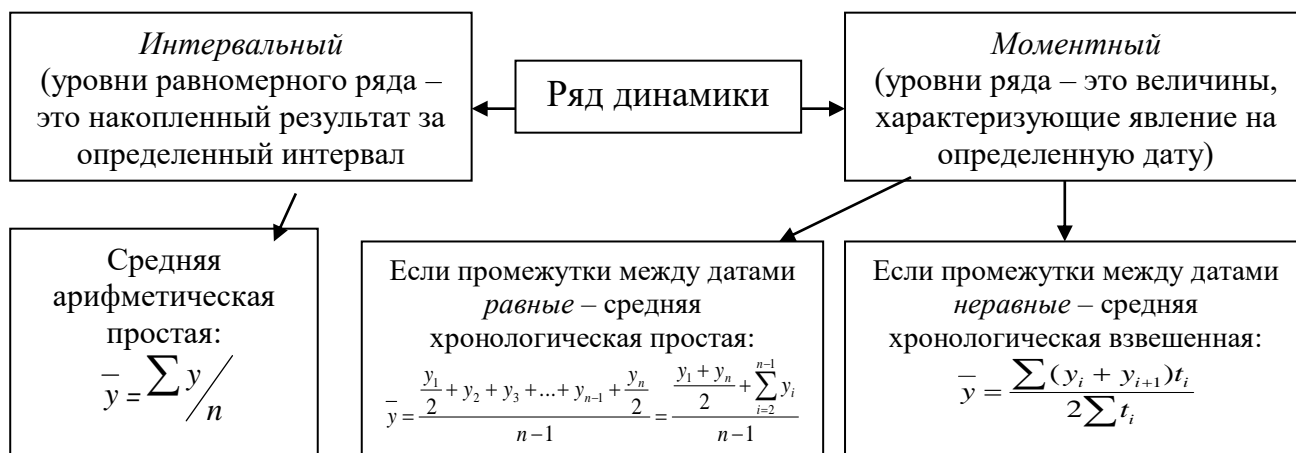 Интервальный
(уровни равномерного ряда –
это накопленный результат за
определенный интервал
Ряд динамики
Моментный
(уровни ряда – это величины,
характеризующие явление на
определенную дату)
Средняя
арифметическая
простая:
y̅ = ∑ y / n
Если промежутки между датами
равные – средняя
хронологическая простая:
y̅ = (y₁/2 + y₂ + y₃ + ... + yₙ₋₁ + yₙ/2) / (n−1) = ((y₁ + yₙ)/2 + ∑ᵢ₌₂ⁿ⁻¹ yᵢ) / (n−1)
Если промежутки между датами
неравные – средняя
хронологическая взвешенная:
y̅ = ∑ (yᵢ + yᵢ₊₁)tᵢ / 2∑ tᵢ